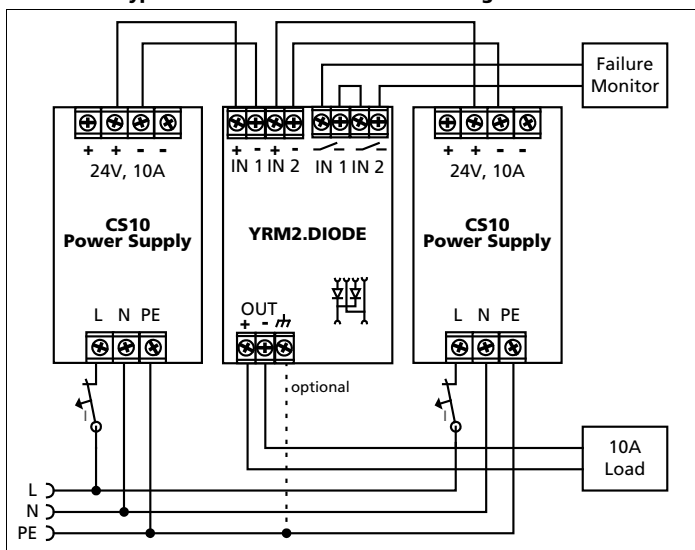 Failure
Monitor
+ + - -
24V, 10A
CS10
Power Supply
L N PE
+ - + -
IN 1 IN 2 IN 1 IN 2
YRM2.DIODE
OUT
+ -
optional
+ + - -
24V, 10A
CS10
Power Supply
L N PE
I
I
10A
Load
L
N
PE